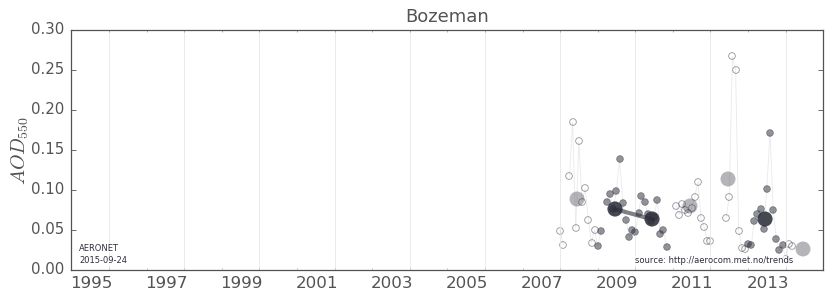 Bozeman
0.30
0.25
0.20
0.15
0.10
0.05
0.00
AOD550
AERONET
2015-09-24
source: http://aerocom.met.no/trends
1995 1997 1999 2001 2003 2005 2007 2009 2011 2013